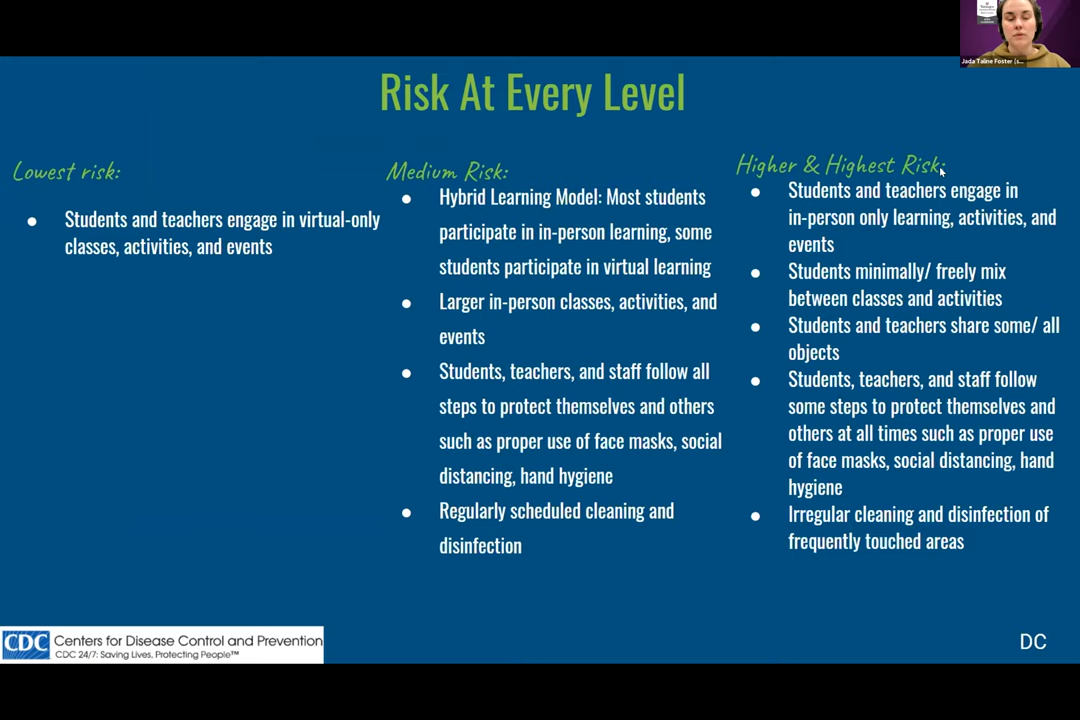 Jada Taline Foster (s...
Risk At Every Level
Lowest risk:
● Students and teachers engage in virtual-only
classes, activities, and events
Medium Risk:
● Hybrid Learning Model: Most students
participate in in-person learning, some
students participate in virtual learning
● Larger in-person classes, activities, and
events
● Students, teachers, and staff follow all
steps to protect themselves and others
such as proper use of face masks, social
distancing, hand hygiene
● Regularly scheduled cleaning and
disinfection
Higher & Highest Risk:
● Students and teachers engage in
in-person only learning, activities, and
events
● Students minimally/ freely mix
between classes and activities
● Students and teachers share some/ all
objects
● Students, teachers, and staff follow
some steps to protect themselves and
others at all times such as proper use
of face masks, social distancing, hand
hygiene
● Irregular cleaning and disinfection of
frequently touched areas
CDC Centers for Disease Control and Prevention
CDC 24/7: Saving Lives, Protecting People™
DC